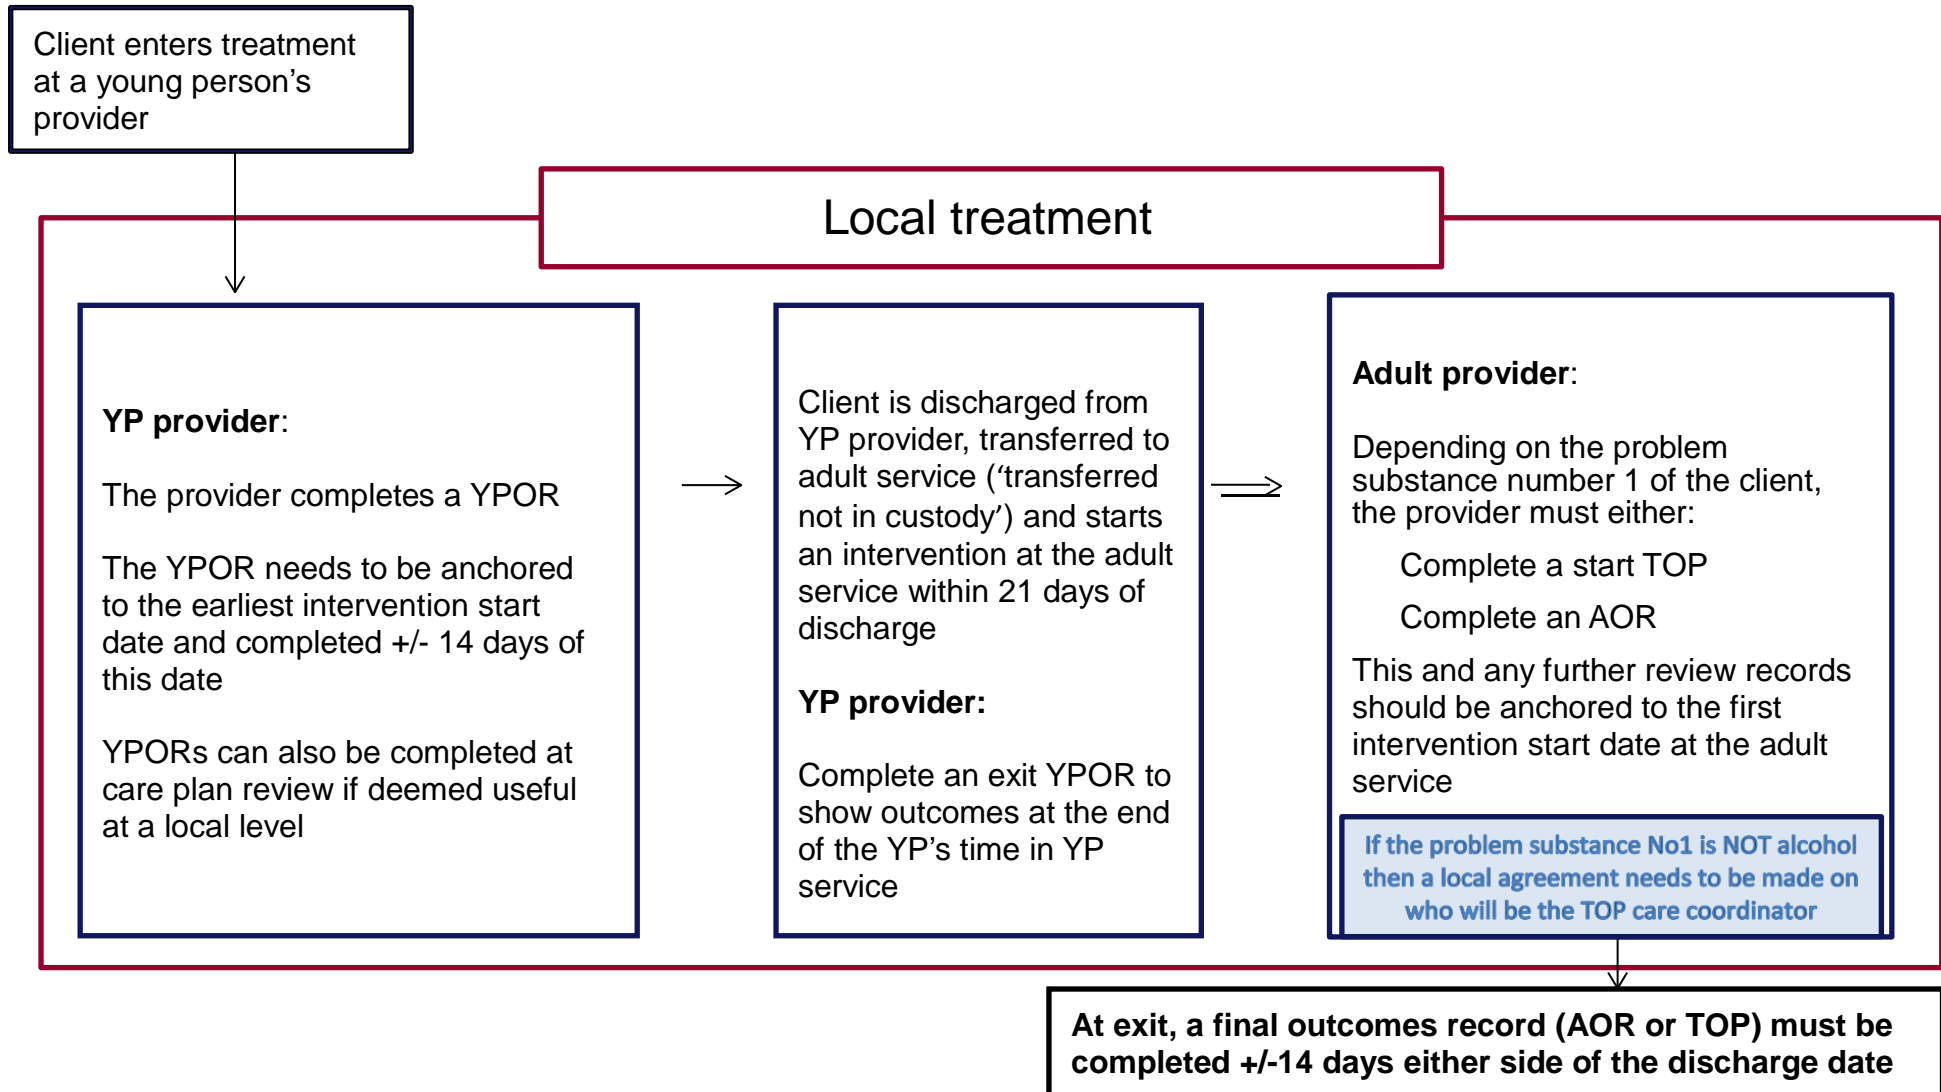 Client enters treatment
at a young person’s
provider
Local treatment
YP provider:
The provider completes a YPOR
The YPOR needs to be anchored
to the earliest intervention start
date and completed +/- 14 days of
this date
YPORs can also be completed at
care plan review if deemed useful
at a local level
Client is discharged from
YP provider, transferred to
adult service (‘transferred
not in custody’) and starts
an intervention at the adult
service within 21 days of
discharge
YP provider:
Complete an exit YPOR to
show outcomes at the end
of the YP’s time in YP
service
Adult provider:
Depending on the problem
substance number 1 of the client,
the provider must either:
Complete a start TOP
Complete an AOR
This and any further review records
should be anchored to the first
intervention start date at the adult
service
If the problem substance No1 is NOT alcohol
then a local agreement needs to be made on
who will be the TOP care coordinator
At exit, a final outcomes record (AOR or TOP) must be
completed +/-14 days either side of the discharge date